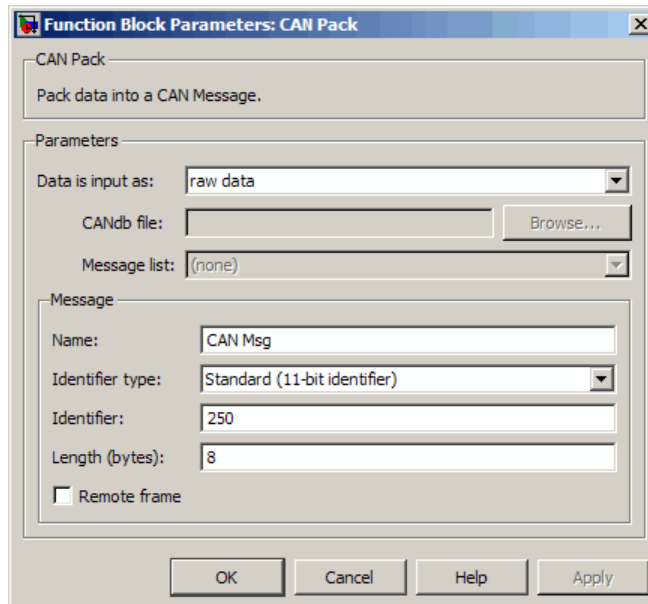 Function Block Parameters: CAN Pack
CAN Pack
Pack data into a CAN Message.
Parameters
Data is input as: raw data
CANdb file: Browse...
Message list: (none)
Message
Name: CAN Msg
Identifier type: Standard (11-bit identifier)
Identifier: 250
Length (bytes): 8
Remote frame
OK Cancel Help Apply